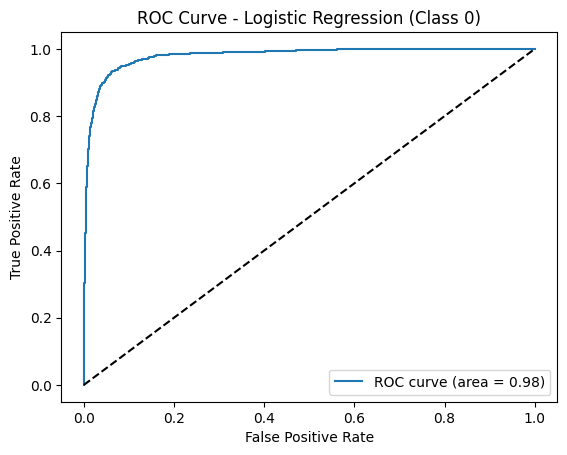 ROC Curve - Logistic Regression (Class 0)
True Positive Rate
1.0
0.8
0.6
0.4
0.2
0.0
ROC curve (area = 0.98)
0.0 0.2 0.4 0.6 0.8 1.0
False Positive Rate